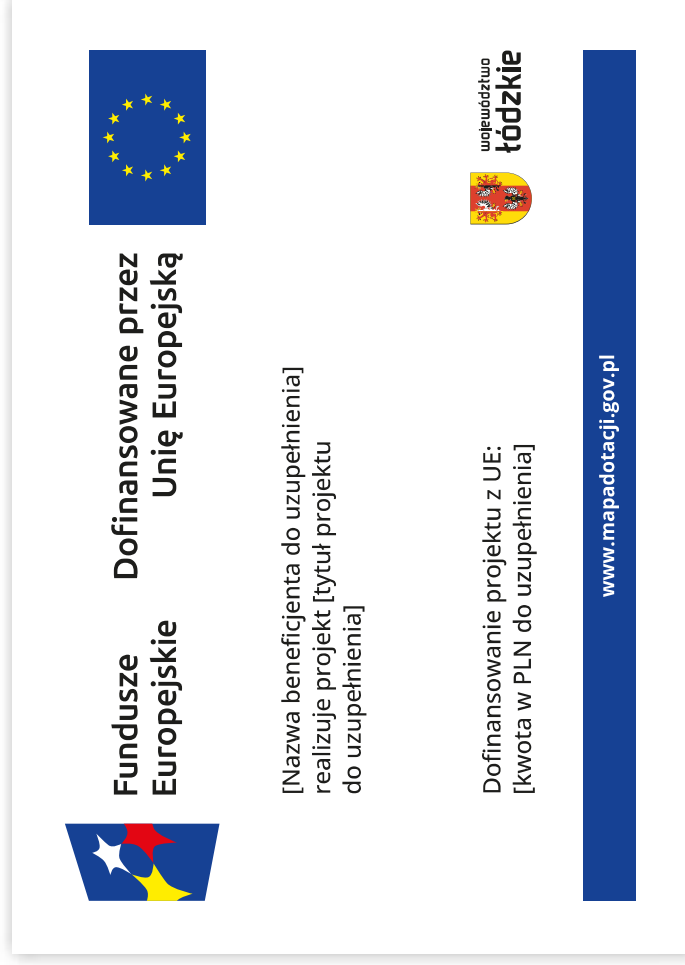 Fundusze
Europejskie
Dofinansowane przez
Unię Europejską
[Nazwa beneficjenta do uzupełnienia]
realizuje projekt [tytuł projektu
do uzupełnienia]
Dofinansowanie projektu z UE:
[kwota w PLN do uzupełnienia]
województwo
łódzkie
www.mapadotacji.gov.pl